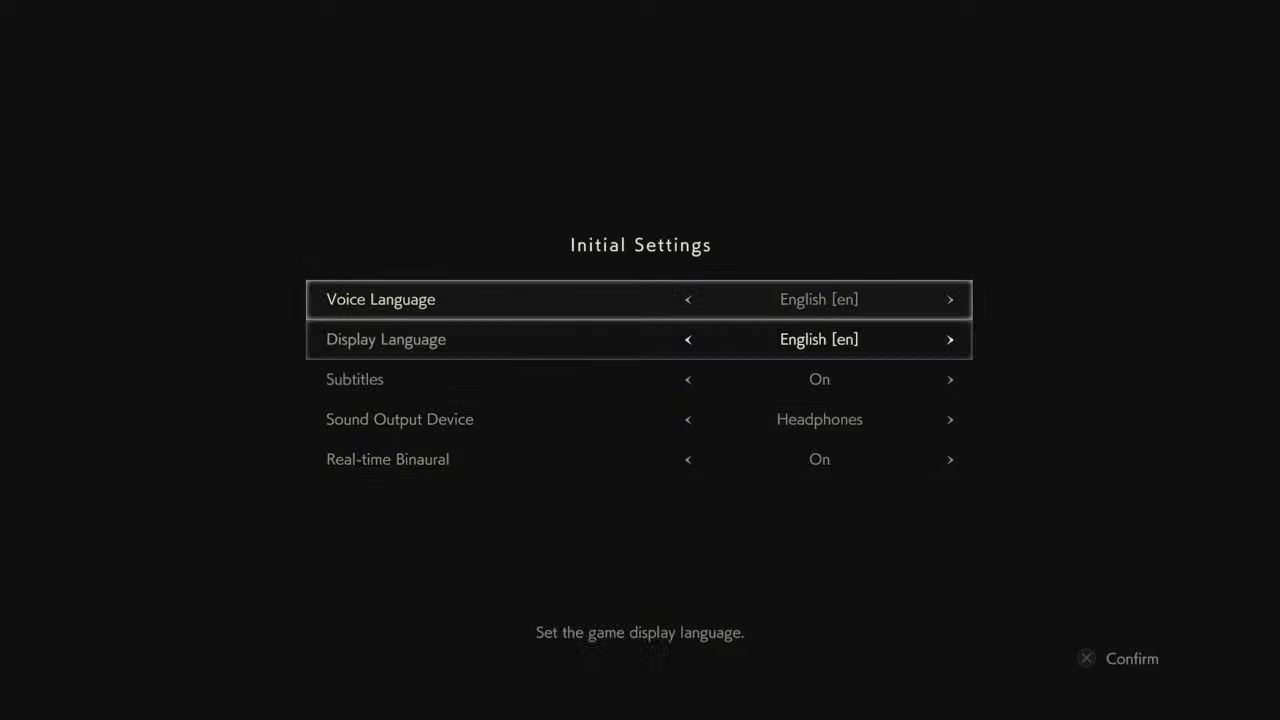 Initial Settings
Voice Language < English [en] >
Display Language < English [en] >
Subtitles < On >
Sound Output Device < Headphones >
Real-time Binaural < On >
Set the game display language.
Confirm